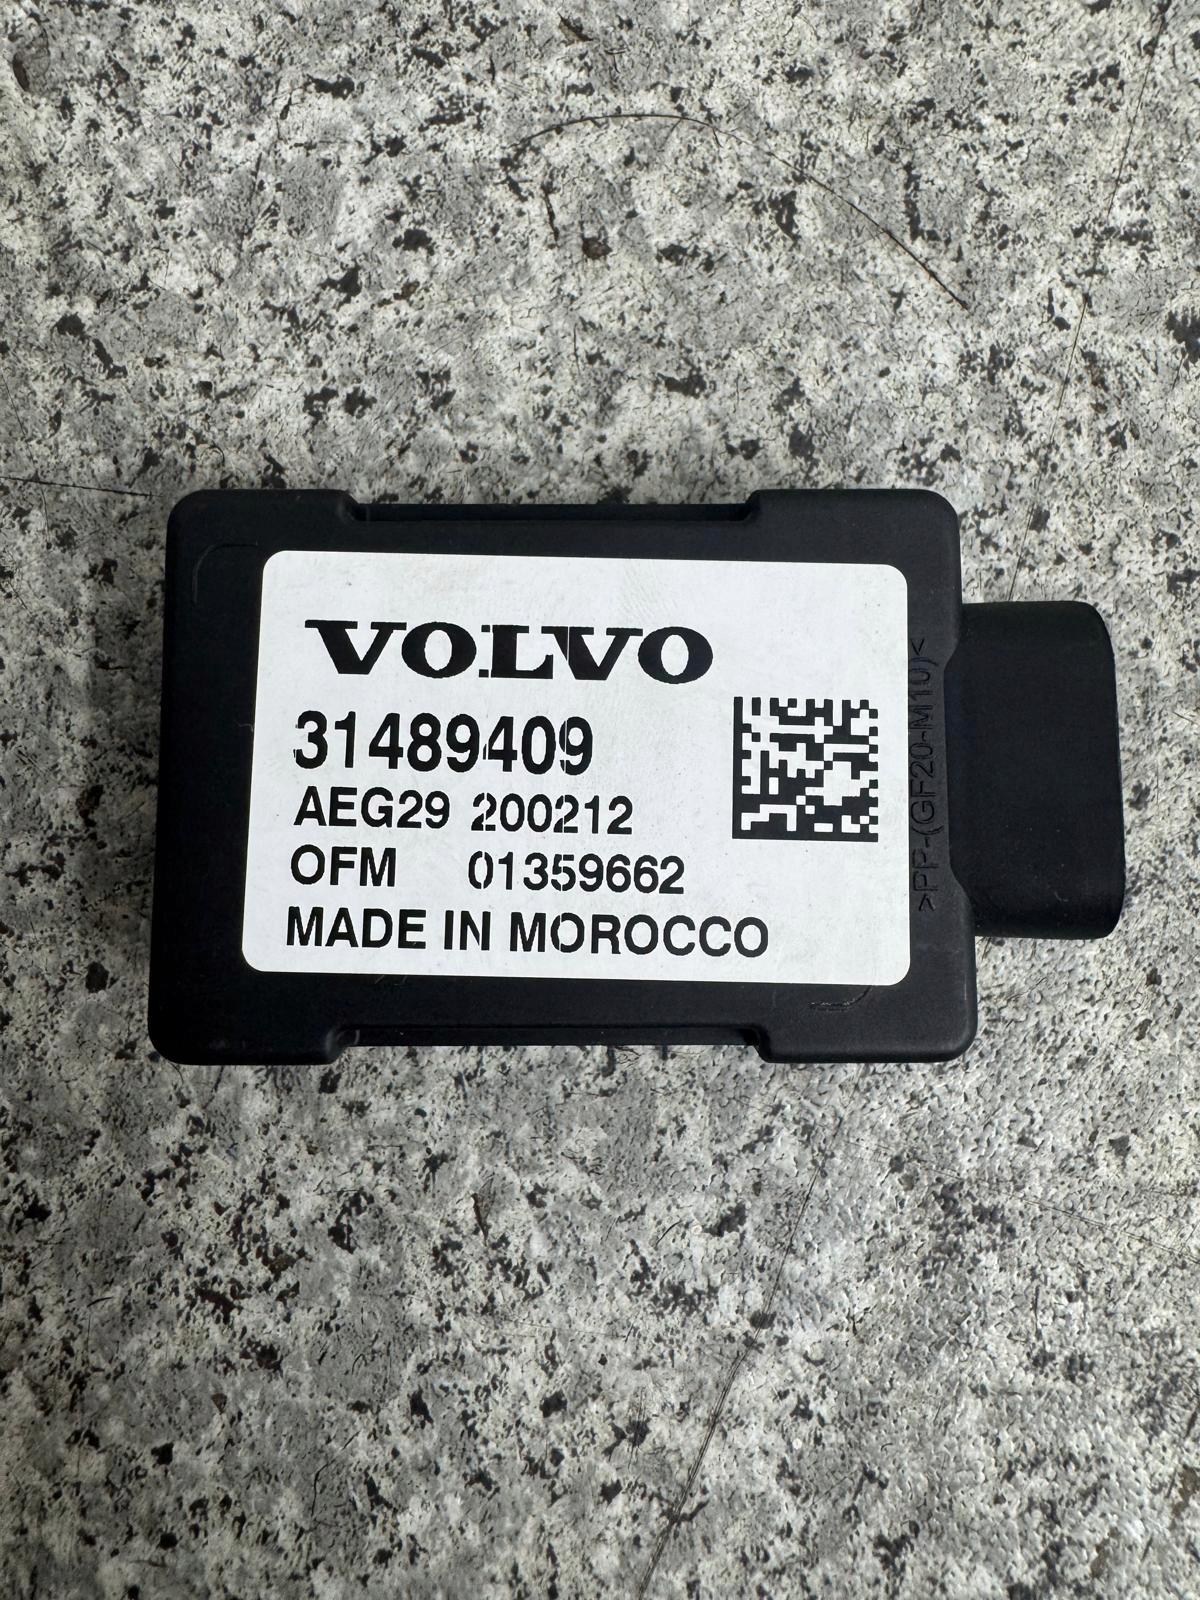 VOLVO
31489409
AEG29 200212
OFM 01359662
MADE IN MOROCCO
>PP-(GF20-M10)<